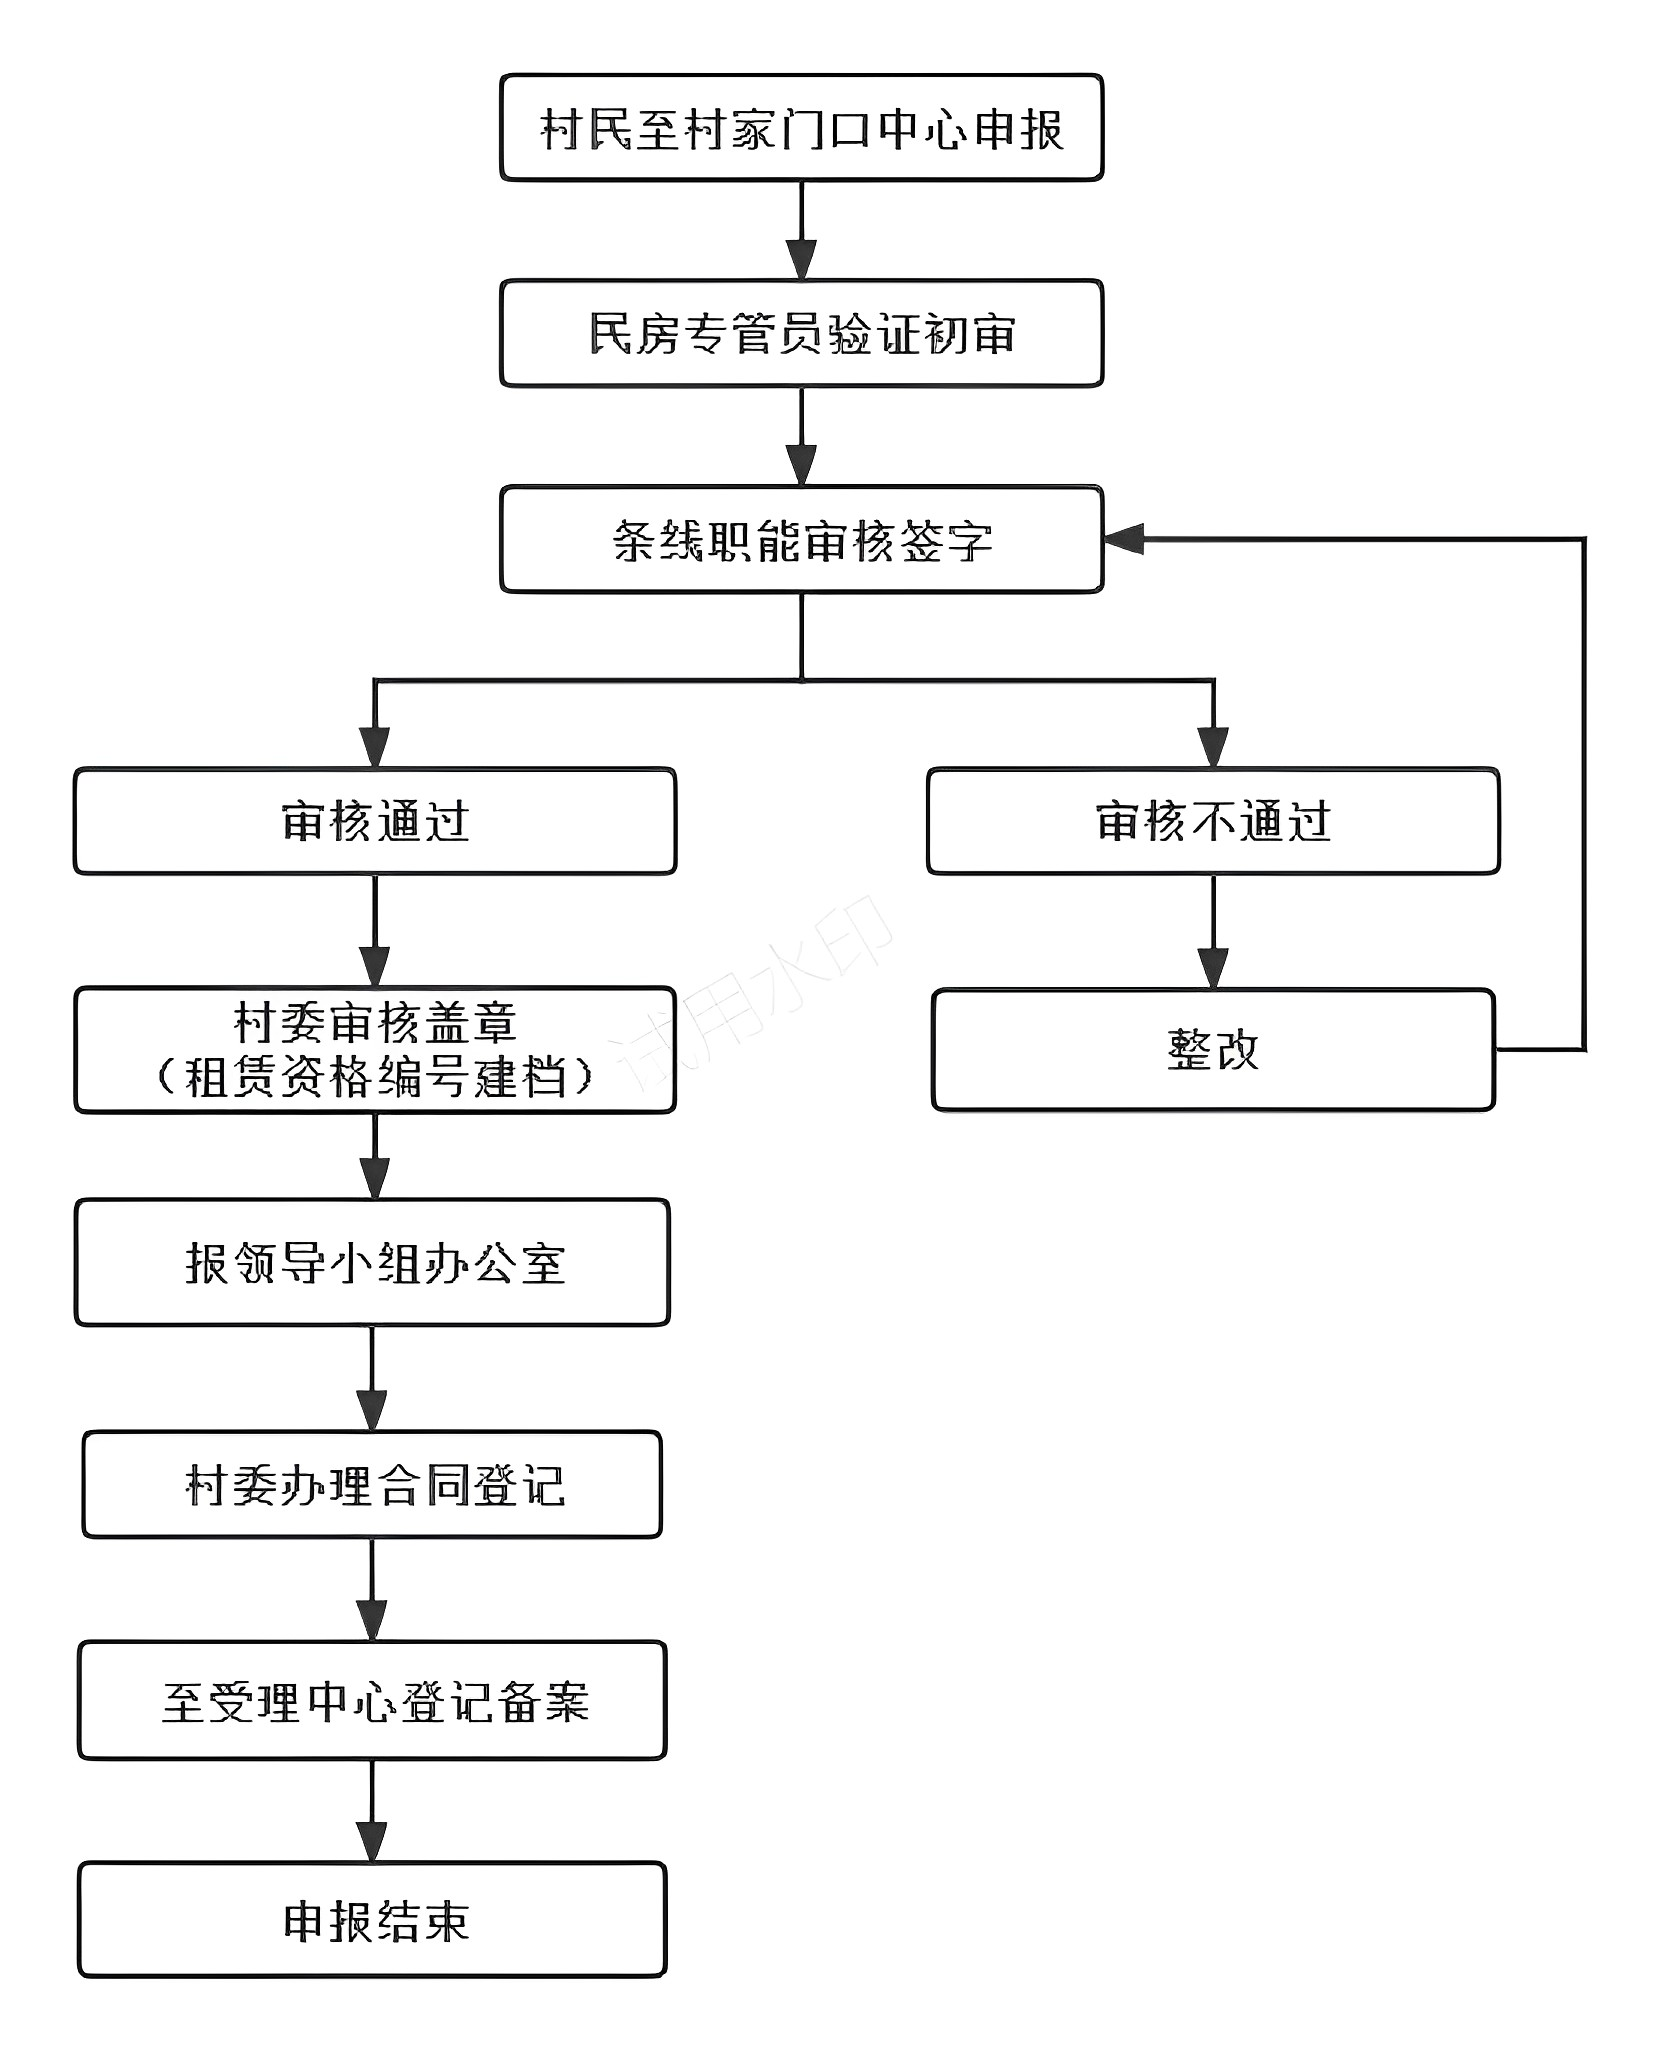 村民至村家门口中心申报
民房专管员验证初审
条线职能审核签字
审核通过
审核不通过
村委审核盖章
（租赁资格编号建档）
整改
试用水印
报领导小组办公室
村委办理合同登记
至受理中心登记备案
申报结束